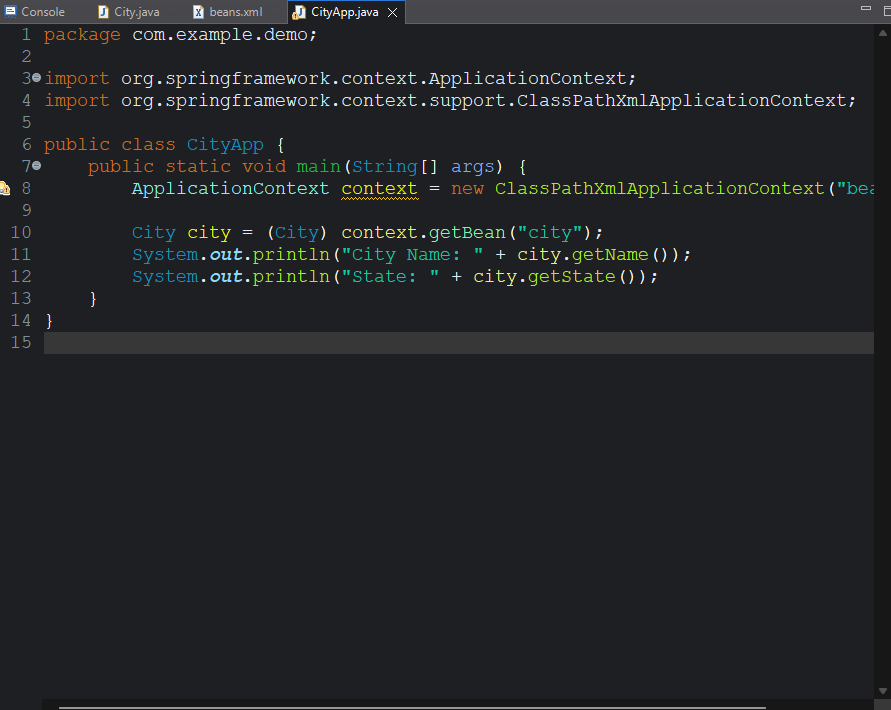 Console City.java beans.xml CityApp.java
1 package com.example.demo;
2
3 import org.springframework.context.ApplicationContext;
4 import org.springframework.context.support.ClassPathXmlApplicationContext;
5
6 public class CityApp {
7 public static void main(String[] args) {
8 ApplicationContext context = new ClassPathXmlApplicationContext("bea
9
10 City city = (City) context.getBean("city");
11 System.out.println("City Name: " + city.getName());
12 System.out.println("State: " + city.getState());
13 }
14 }
15